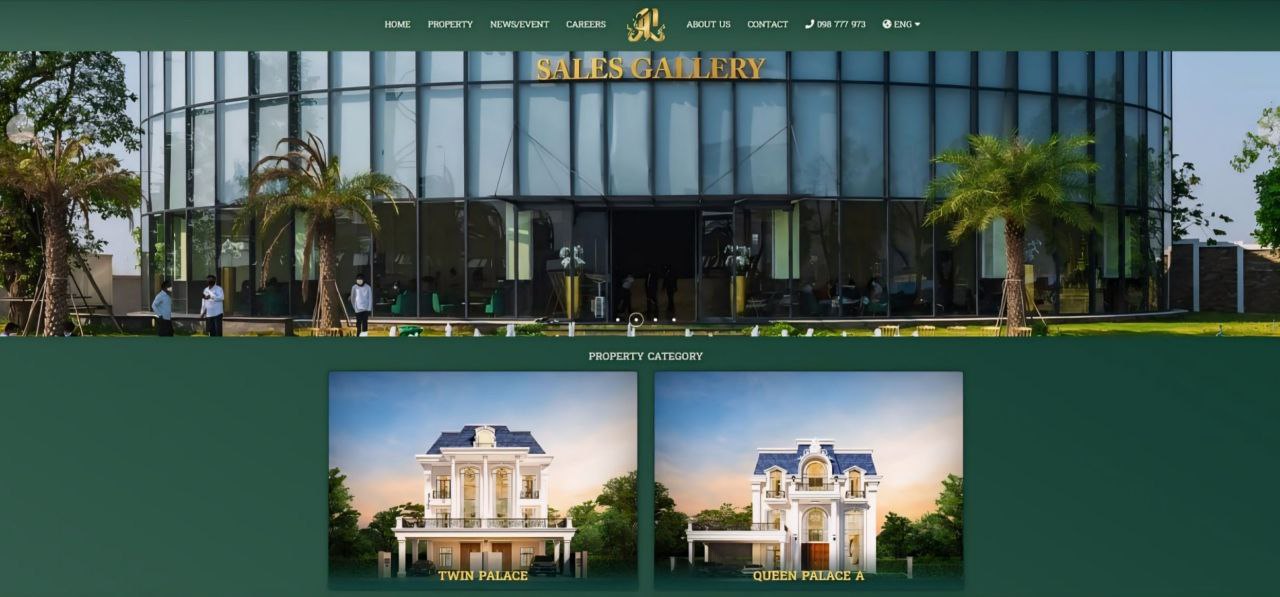 HOME PROPERTY NEWS/EVENT CAREERS ABOUT US CONTACT 098 777 973 ENG
SALES GALLERY
PROPERTY CATEGORY
TWIN PALACE QUEEN PALACE A